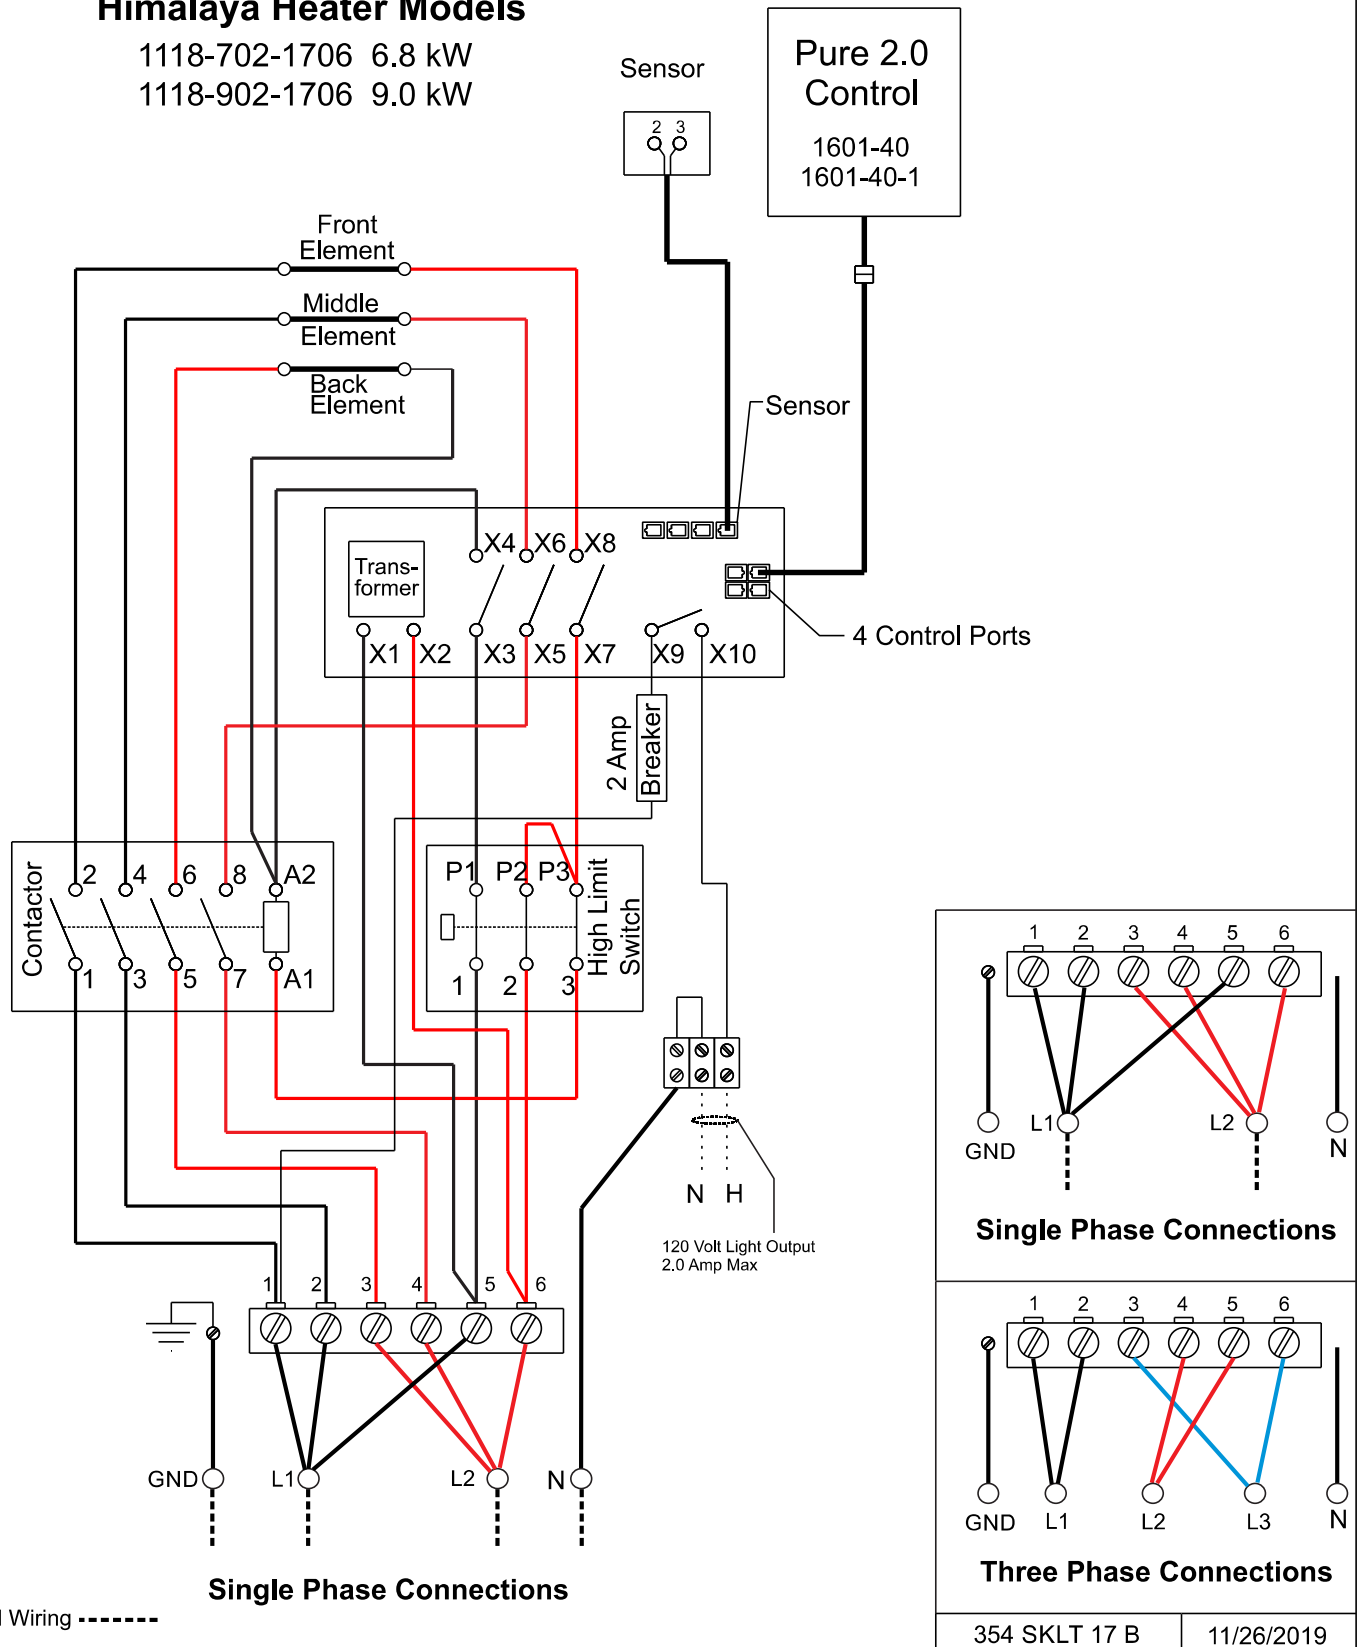 Himalaya Heater Models
1118-702-1706 6.8 kW
1118-902-1706 9.0 kW
Sensor
2 3
Pure 2.0
Control
1601-40
1601-40-1
Front
Element
Middle
Element
Back
Element
Sensor
Trans-
former
X4 X6 X8
X1 X2 X3 X5 X7 X9 X10
4 Control Ports
2 Amp
Breaker
Contactor
2 4 6 8 A2
1 3 5 7 A1
P1 P2 P3
1 2 3
High Limit
Switch
N H
120 Volt Light Output
2.0 Amp Max
1 2 3 4 5 6
GND L1 L2 N
Single Phase Connections
Wiring
1 2 3 4 5 6
GND L1 L2 N
Single Phase Connections
1 2 3 4 5 6
GND L1 L2 L3 N
Three Phase Connections
354 SKLT 17 B 11/26/2019